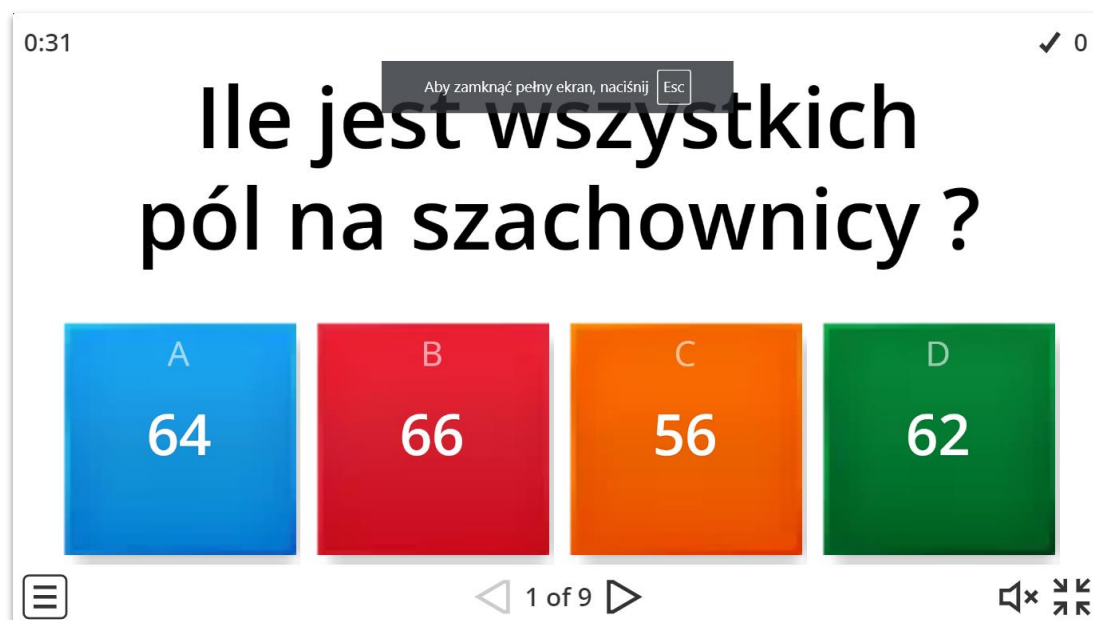 0:31
✓ 0
Aby zamknąć pełny ekran, naciśnij Esc
Ile jest wszystkich
pól na szachownicy ?
A
B
C
D
64
66
56
62
1 of 9